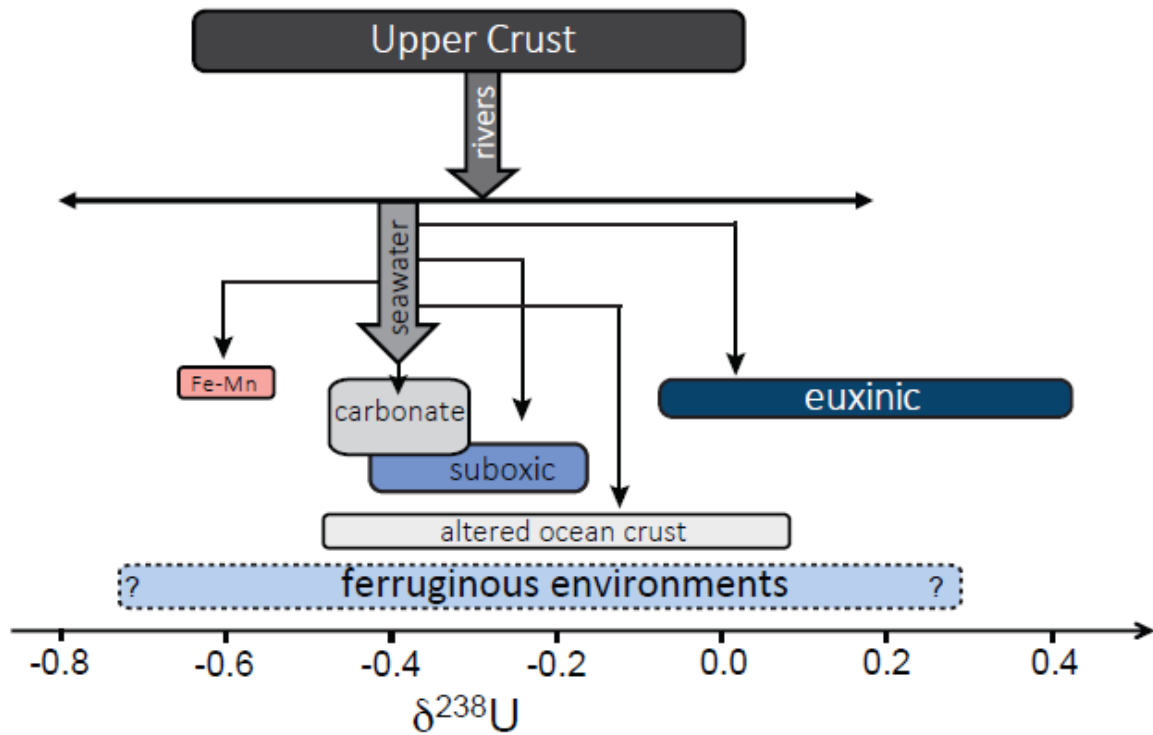 Upper Crust
rivers
seawater
Fe-Mn
carbonate
euxinic
suboxic
altered ocean crust
? ferruginous environments ?
-0.8 -0.6 -0.4 -0.2 0.0 0.2 0.4
δ²³⁸U